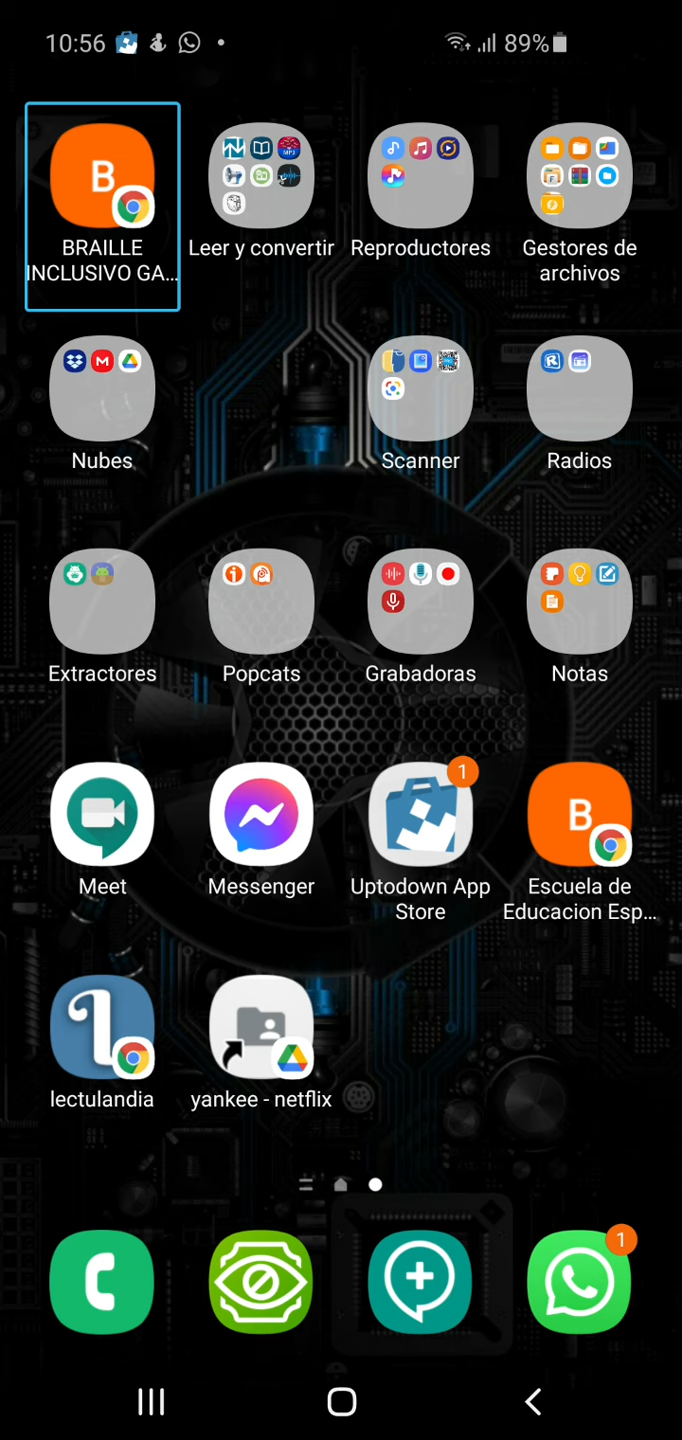 10:56
89%
B
BRAILLE
INCLUSIVO GA...
Leer y convertir
Reproductores
Gestores de
archivos
Nubes
Scanner
Radios
Extractores
Popcats
Grabadoras
Notas
Meet
Messenger
1
Uptodown App
Store
B
Escuela de
Educacion Esp...
lectulandia
yankee - netflix
1